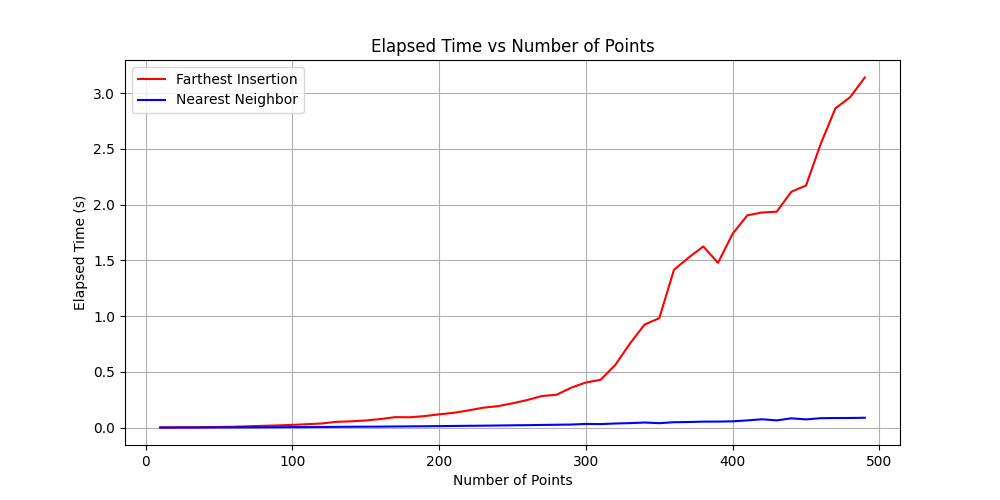 Elapsed Time vs Number of Points
Farthest Insertion
Nearest Neighbor
Elapsed Time (s)
3.0
2.5
2.0
1.5
1.0
0.5
0.0
0 100 200 300 400 500
Number of Points